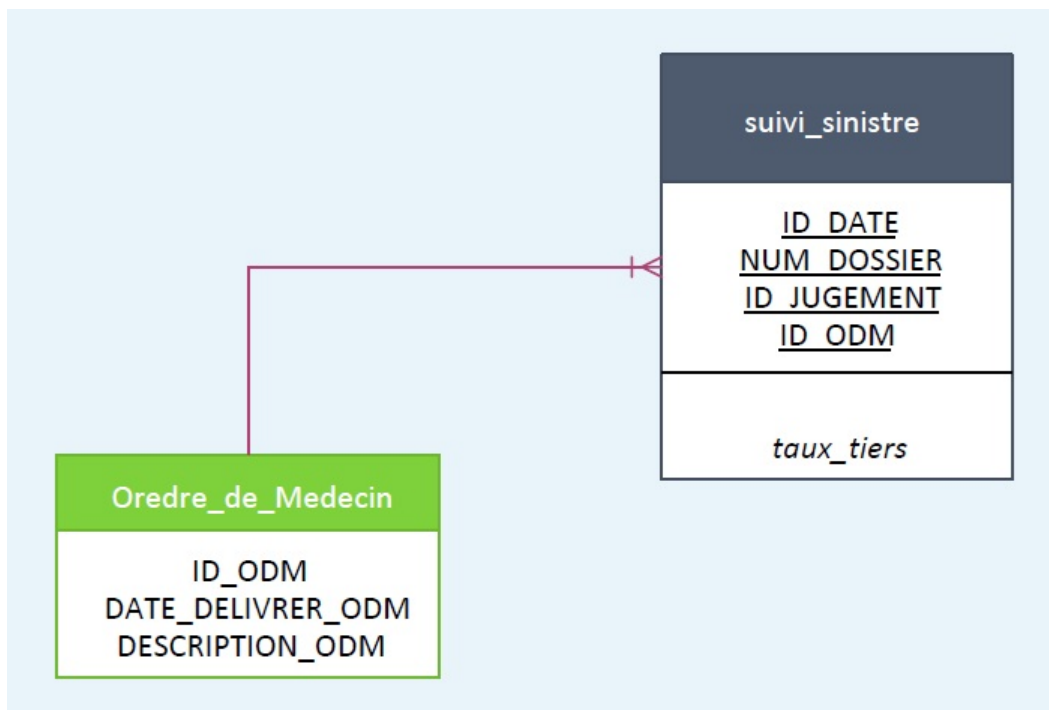 suivi_sinistre
ID_DATE
NUM_DOSSIER
ID_JUGEMENT
ID_ODM
taux_tiers
Oredre_de_Medecin
ID_ODM
DATE_DELIVRER_ODM
DESCRIPTION_ODM